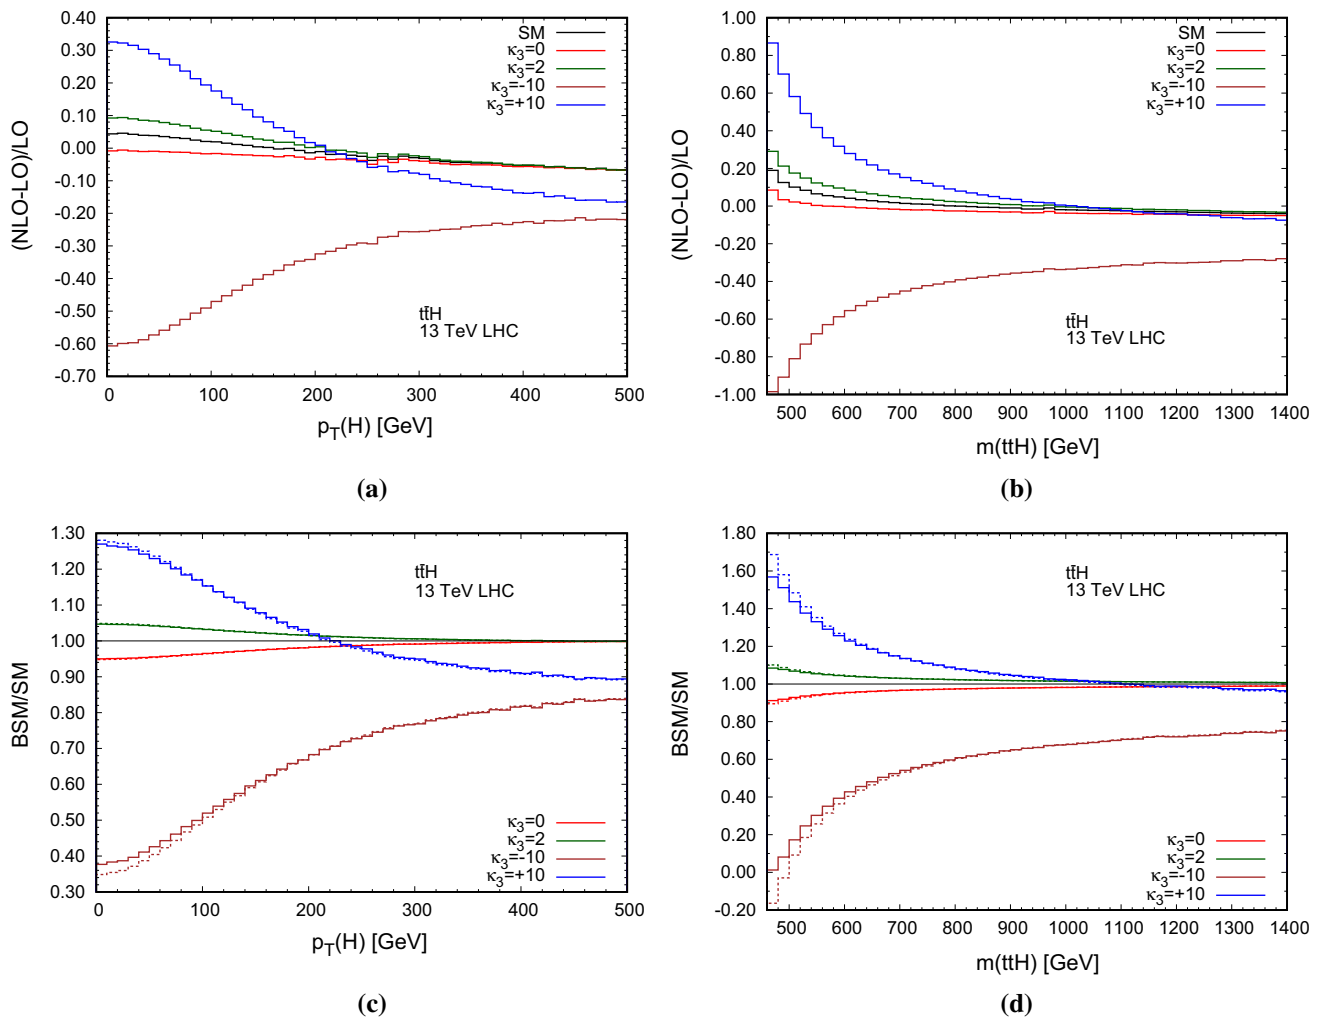 0.40
0.30
0.20
0.10
0.00
-0.10
-0.20
-0.30
-0.40
-0.50
-0.60
-0.70
(NLO-LO)/LO
SM
κ3=0
κ3=2
κ3=-10
κ3=+10
tt̄H
13 TeV LHC
0 100 200 300 400 500
pT(H) [GeV]
(a)
1.00
0.80
0.60
0.40
0.20
0.00
-0.20
-0.40
-0.60
-0.80
-1.00
(NLO-LO)/LO
SM
κ3=0
κ3=2
κ3=-10
κ3=+10
tt̄H
13 TeV LHC
500 600 700 800 900 1000 1100 1200 1300 1400
m(ttH) [GeV]
(b)
1.30
1.20
1.10
1.00
0.90
0.80
0.70
0.60
0.50
0.40
0.30
BSM/SM
tt̄H
13 TeV LHC
κ3=0
κ3=2
κ3=-10
κ3=+10
0 100 200 300 400 500
pT(H) [GeV]
(c)
1.80
1.60
1.40
1.20
1.00
0.80
0.60
0.40
0.20
0.00
-0.20
BSM/SM
tt̄H
13 TeV LHC
κ3=0
κ3=2
κ3=-10
κ3=+10
500 600 700 800 900 1000 1100 1200 1300 1400
m(ttH) [GeV]
(d)